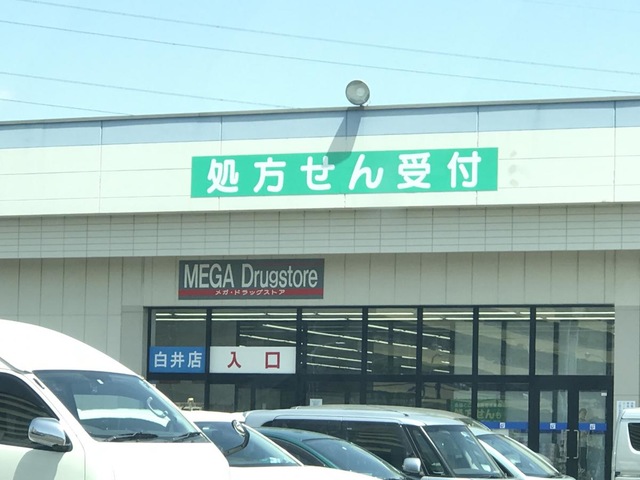 処方せん受付
MEGA Drugstore
メガ・ドラッグストア
白井店
入口